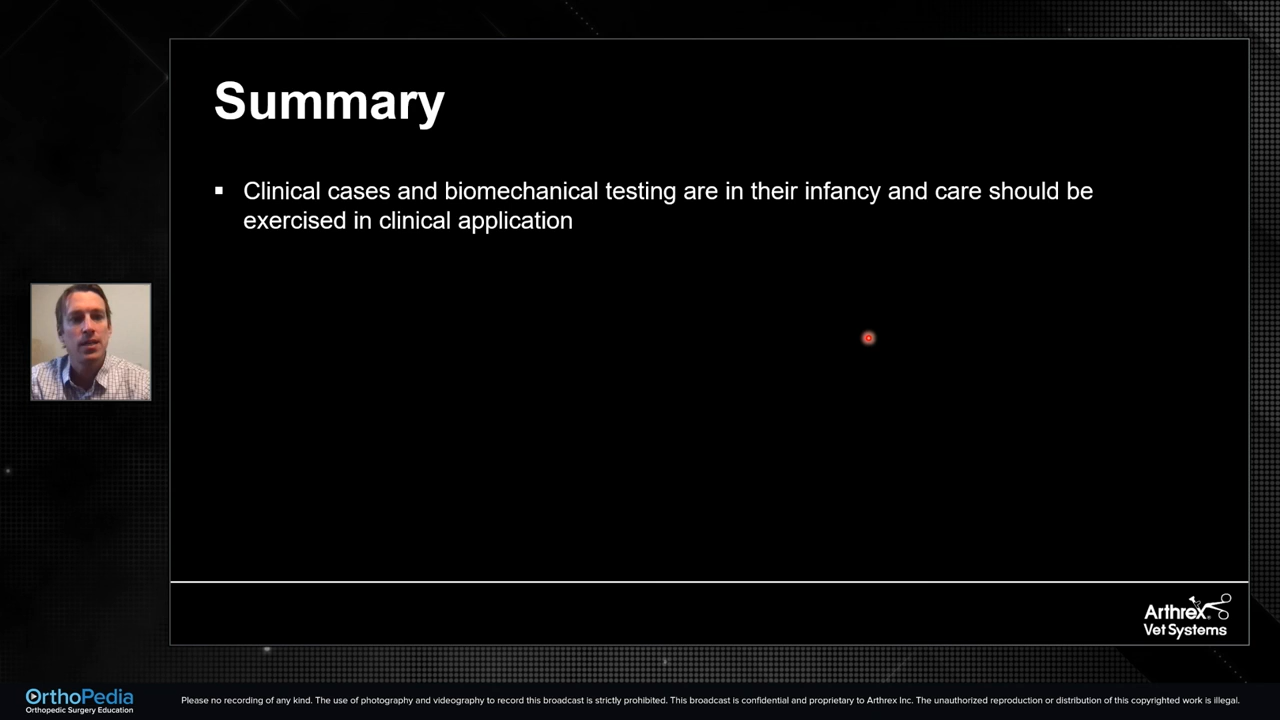 Summary
▪ Clinical cases and biomechanical testing are in their infancy and care should be
exercised in clinical application
Arthrex
Vet Systems
OrthoPedia
Orthopedic Surgery Education
Please no recording of any kind. The use of photography and videography to record this broadcast is strictly prohibited. This broadcast is confidential and proprietary to Arthrex Inc. The unauthorized reproduction or distribution of this copyrighted work is illegal.